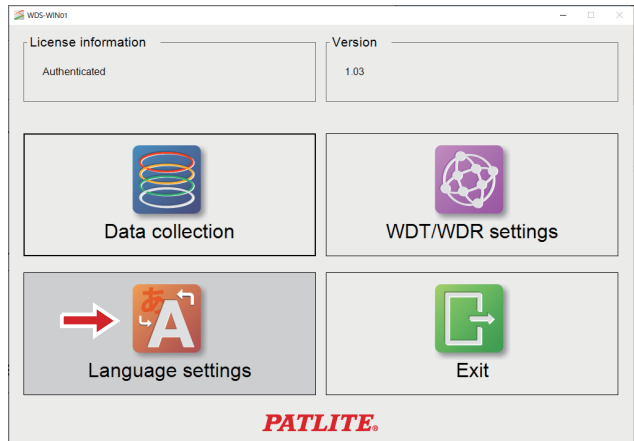 WDS-WIN01
License information
Authenticated
Version
1.03
Data collection
WDT/WDR settings
あ
A
Language settings
Exit
PATLITE®